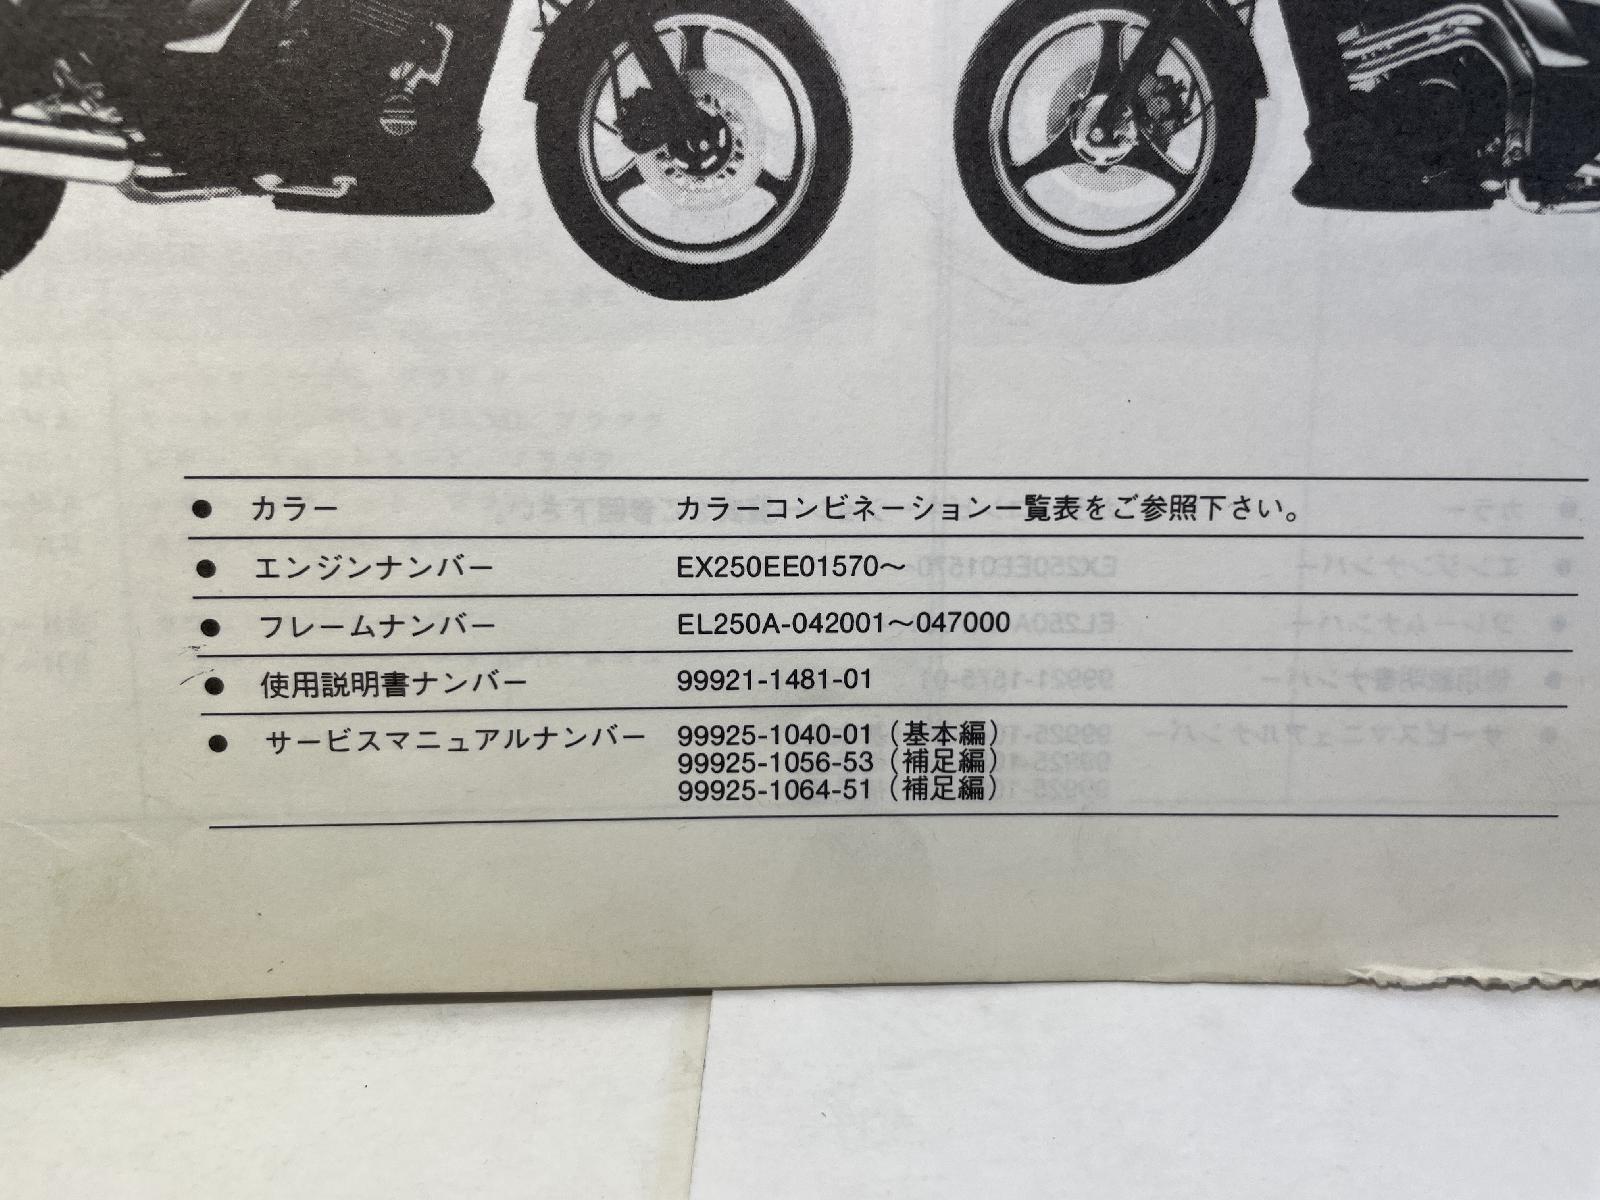 ● カラー カラーコンビネーション一覧表をご参照下さい。
● エンジンナンバー EX250EE01570～
● フレームナンバー EL250A-042001～047000
● 使用説明書ナンバー 99921-1481-01
● サービスマニュアルナンバー 99925-1040-01（基本編）
99925-1056-53（補足編）
99925-1064-51（補足編）